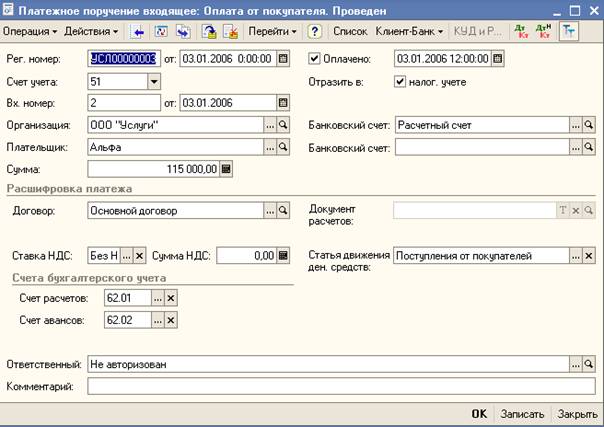 Платежное поручение входящее: Оплата от покупателя. Проведен
Операция Действия Перейти Список Клиент-Банк КУД и Р... Дт Кт Дт Н Кт Тт
Рег. номер: УСЛ00000003 от: 03.01.2006 0:00:00 Оплачено: 03.01.2006 12:00:00
Счет учета: 51 Отразить в: налог. учете
Вх. номер: 2 от: 03.01.2006
Организация: ООО "Услуги" ... Банковский счет: Расчетный счет ...
Плательщик: Альфа ... Банковский счет: ...
Сумма: 115 000,00
Расшифровка платежа
Договор: Основной договор ... Документ расчетов: T
Ставка НДС: Без Н ... Сумма НДС: 0,00 Статья движения ден. средств: Поступления от покупателей ...
Счета бухгалтерского учета
Счет расчетов: 62.01 ...
Счет авансов: 62.02 ...
Ответственный: Не авторизован ...
Комментарий:
OK Записать Закрыть